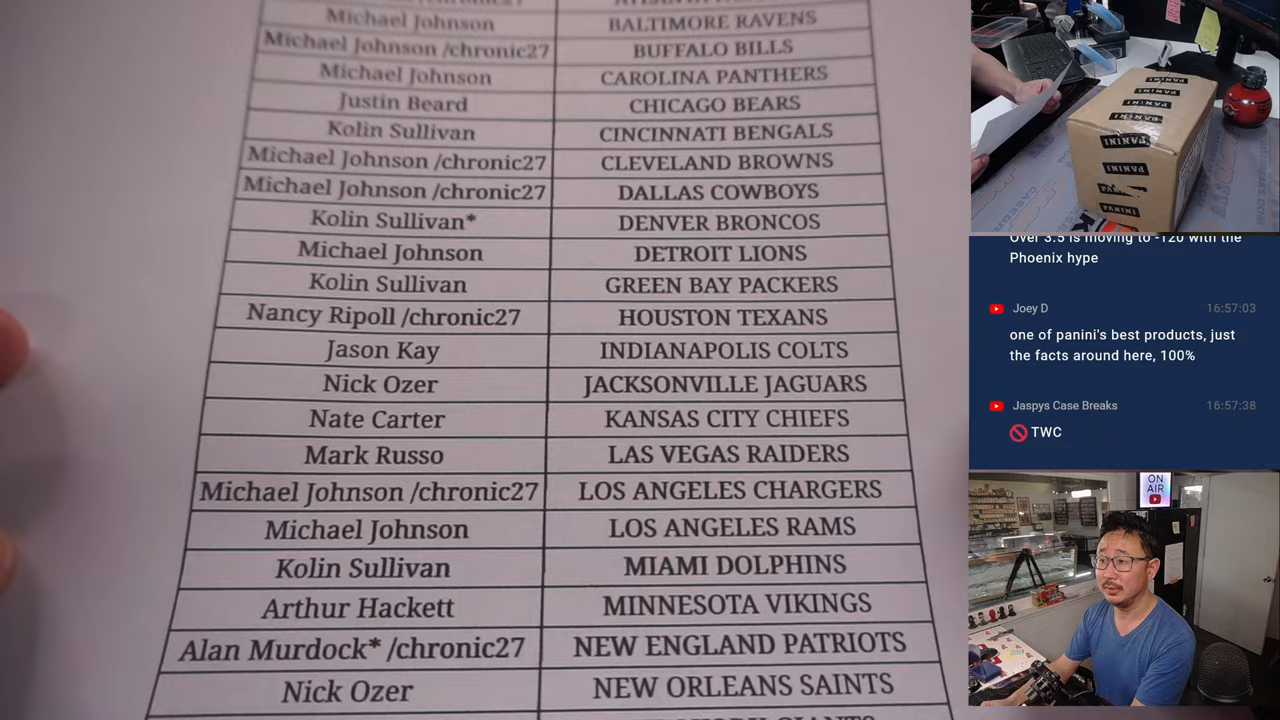 Michael Johnson BALTIMORE RAVENS
Michael Johnson /chronic27 BUFFALO BILLS
Michael Johnson CAROLINA PANTHERS
Justin Beard CHICAGO BEARS
Kolin Sullivan CINCINNATI BENGALS
Michael Johnson /chronic27 CLEVELAND BROWNS
Michael Johnson /chronic27 DALLAS COWBOYS
Kolin Sullivan* DENVER BRONCOS
Michael Johnson DETROIT LIONS
Kolin Sullivan GREEN BAY PACKERS
Nancy Ripoll /chronic27 HOUSTON TEXANS
Jason Kay INDIANAPOLIS COLTS
Nick Ozer JACKSONVILLE JAGUARS
Nate Carter KANSAS CITY CHIEFS
Mark Russo LAS VEGAS RAIDERS
Michael Johnson /chronic27 LOS ANGELES CHARGERS
Michael Johnson LOS ANGELES RAMS
Kolin Sullivan MIAMI DOLPHINS
Arthur Hackett MINNESOTA VIKINGS
Alan Murdock* /chronic27 NEW ENGLAND PATRIOTS
Nick Ozer NEW ORLEANS SAINTS
PANINI
PANINI
PANINI
PANINI
PANINI
PANINI
PANINI
PANINI
Over 3.5 is moving to -120 with the
Phoenix hype
Joey D 16:57:03
one of panini's best products, just
the facts around here, 100%
Jaspys Case Breaks 16:57:38
🚫 TWC
ON
AIR